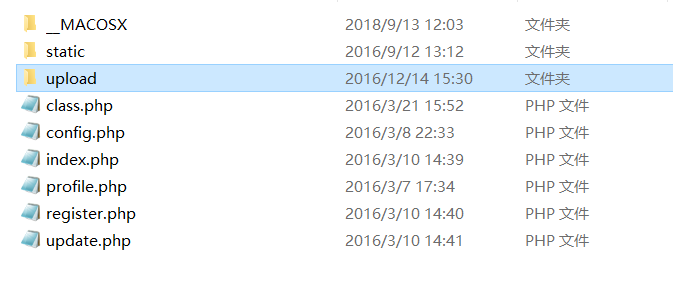 __MACOSX 2018/9/13 12:03 文件夹
static 2016/9/12 13:12 文件夹
upload 2016/12/14 15:30 文件夹
class.php 2016/3/21 15:52 PHP 文件
config.php 2016/3/8 22:33 PHP 文件
index.php 2016/3/10 14:39 PHP 文件
profile.php 2016/3/7 17:34 PHP 文件
register.php 2016/3/10 14:40 PHP 文件
update.php 2016/3/10 14:41 PHP 文件